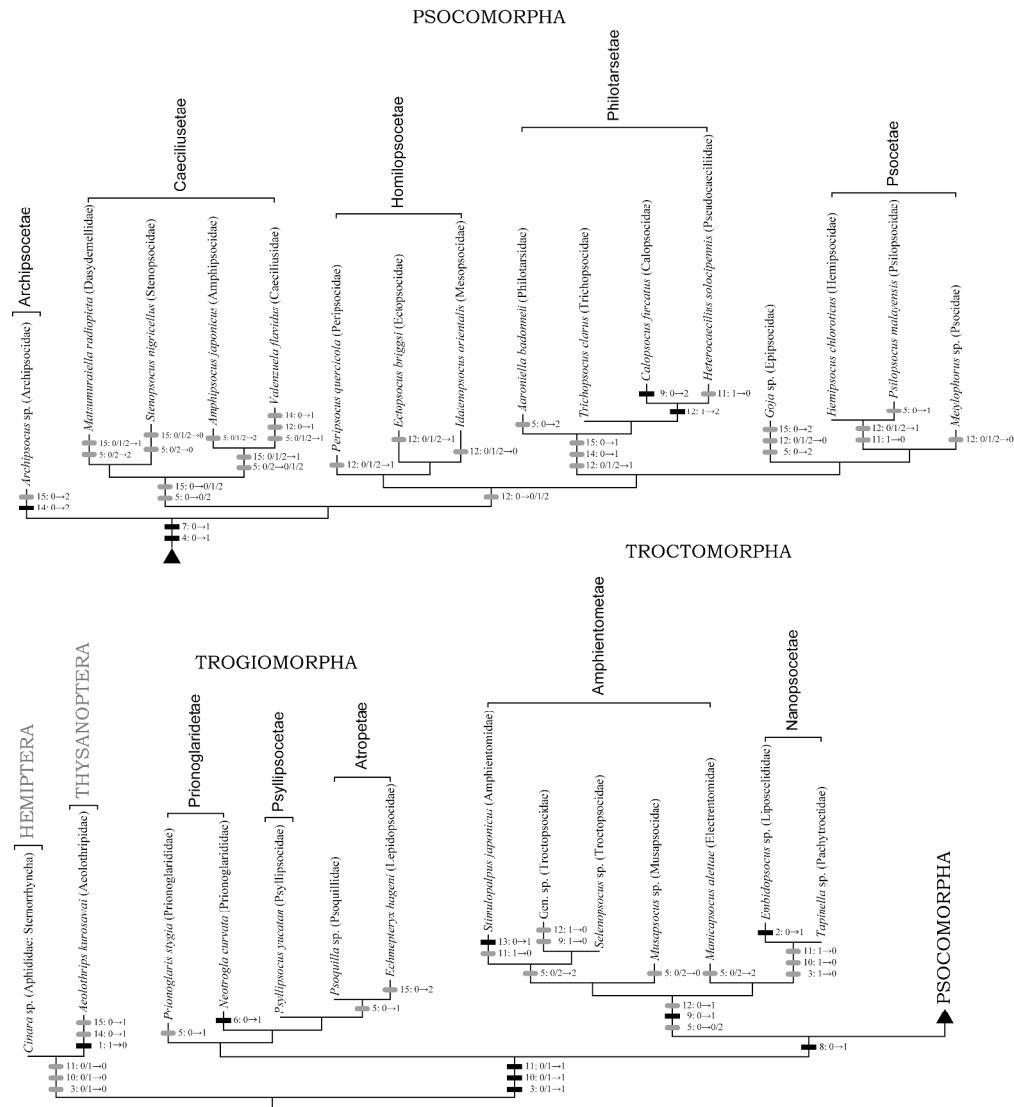 PSOCOMORPHA
Archipsocetae
Caeciliusetae
Homilopsocetae
Philotarsetae
Psocetae
Archipsocus sp. (Archipsocidae)
Matsumuraiella radiopicta (Dasydemellidae)
Stenopsocus nigricellus (Stenopsocidae)
Amphipsocus japonicus (Amphipsocidae)
Valenzuela flavidus (Caeciliusidae)
Peripsocus quercicola (Peripsocidae)
Ectopsocus briggsi (Ectopsocidae)
Idaienopsocus orientalis (Mesopsocidae)
Aaroniella badonneli (Philotarsidae)
Trichopsocus clarus (Trichopsocidae)
Calopsocus furcatus (Calopsocidae)
Heterocaecilius solocipennis (Pseudocaeciliidae)
Goja sp. (Epipsocidae)
Hemipsocus chloroticus (Hemipsocidae)
Psilopsocus malayensis (Psilopsocidae)
Metylophorus sp. (Psocidae)
15: 0→2
14: 0→2
15: 0/1/2→1
5: 0/2→2
15: 0/1/2→0
5: 0/2→0
5: 0/1/2→2
14: 0→1
12: 0→1
5: 0/1/2→1
15: 0/1/2→1
5: 0/2→0/1/2
15: 0→0/1/2
5: 0→0/2
7: 0→1
4: 0→1
12: 0/1/2→1
12: 0/1/2→1
12: 0/1/2→0
12: 0→0/1/2
5: 0→2
9: 0→2
11: 1→0
12: 1→2
15: 0→1
14: 0→1
12: 0/1/2→1
15: 0→2
12: 0/1/2→0
5: 0→2
5: 0→1
12: 0/1/2→1
11: 1→0
12: 0/1/2→0
TROCTOMORPHA
TROGIOMORPHA
HEMIPTERA
THYSANOPTERA
Prionoglaridetae
Psyllipsocetae
Atropetae
Amphientometae
Nanopsocetae
Cinara sp. (Aphididae: Sternorrhyncha)
Aeolothrips kurosavai (Aeolothripidae)
Prionoglaris stygia (Prionoglarididae)
Neotrogla curvata (Prionoglarididae)
Psyllipsocus yucatan (Psyllipsocidae)
Psoquilla sp. (Psoquillidae)
Echmepteryx hageni (Lepidopsocidae)
Stimulopalpus japonicus (Amphientomidae)
Gen. sp. (Troctopsocidae)
Selenopsocus sp. (Troctopsocidae)
Musapsocus sp. (Musapsocidae)
Manicapsocus alettae (Electrentomidae)
Embidopsocus sp. (Liposcelididae)
Tapinella sp. (Pachytroctidae)
PSOCOMORPHA
15: 0→1
14: 0→1
1: 1→0
11: 0/1→0
10: 0/1→0
3: 0/1→0
5: 0→1
6: 0→1
15: 0→2
5: 0→1
11: 0/1→1
10: 0/1→1
3: 0/1→1
13: 0→1
11: 1→0
12: 1→0
9: 1→0
5: 0/2→2
5: 0/2→0
5: 0/2→2
2: 0→1
11: 1→0
10: 1→0
3: 1→0
12: 0→1
9: 0→1
5: 0→0/2
8: 0→1